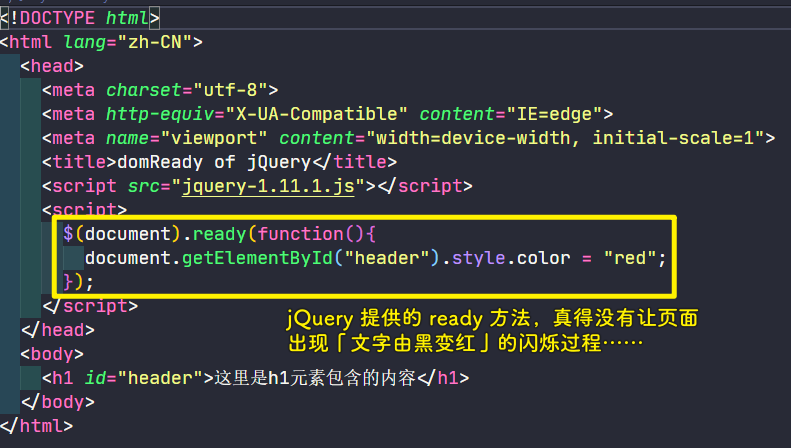 <!DOCTYPE html>
<html lang="zh-CN">
<head>
<meta charset="utf-8">
<meta http-equiv="X-UA-Compatible" content="IE=edge">
<meta name="viewport" content="width=device-width, initial-scale=1">
<title>domReady of jQuery</title>
<script src="jquery-1.11.1.js"></script>
<script>
$(document).ready(function(){
document.getElementById("header").style.color = "red";
});
</script>
jQuery 提供的 ready 方法，真得没有让页面
出现「文字由黑变红」的闪烁过程……
</head>
<body>
<h1 id="header">这里是h1元素包含的内容</h1>
</body>
</html>